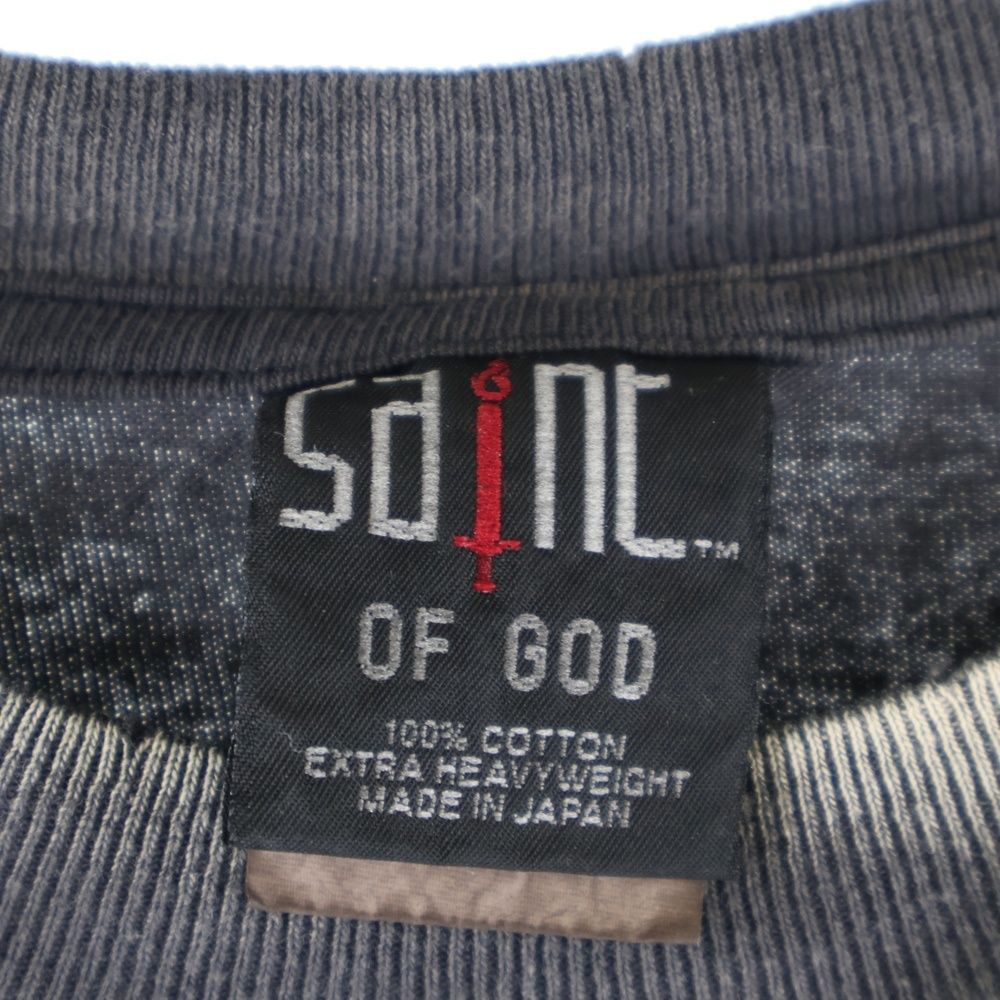 saint™
OF GOD
100% COTTON
EXTRA HEAVYWEIGHT
MADE IN JAPAN